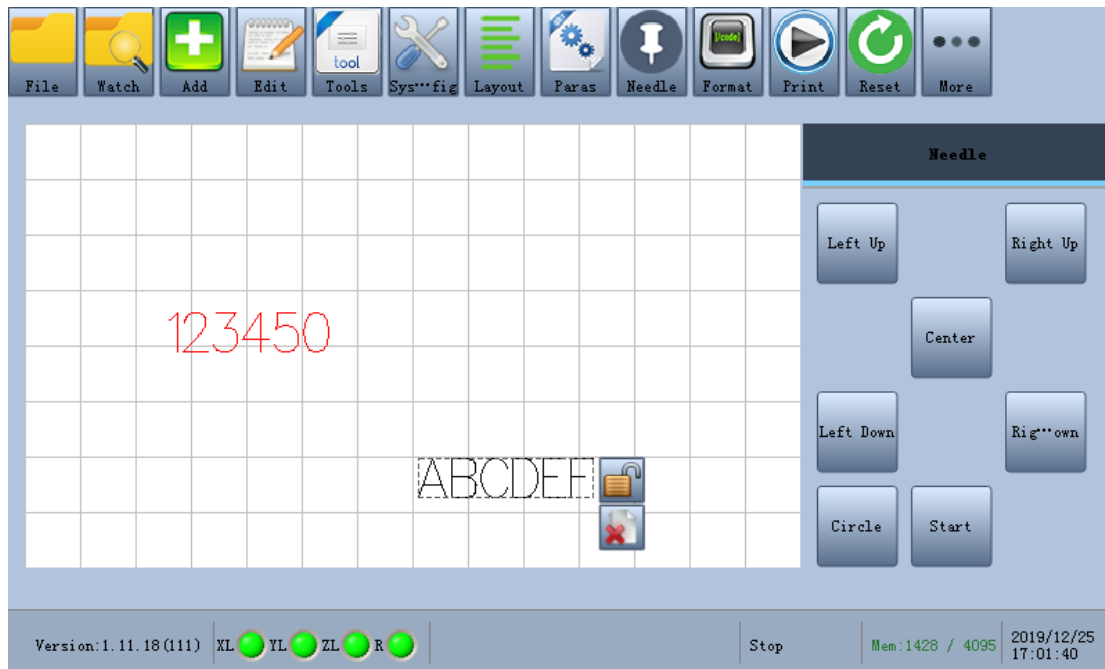 [Vcode]
tool
File Watch Add Edit Tools Sys···fig Layout Paras Needle Format Print Reset More
Needle
Left Up Right Up
123450
Center
Left Down Rig···own
ABCDEF
Circle Start
Version:1.11.18(111) XL YL ZL R Stop Mem:1428 / 4095 2019/12/25
17:01:40